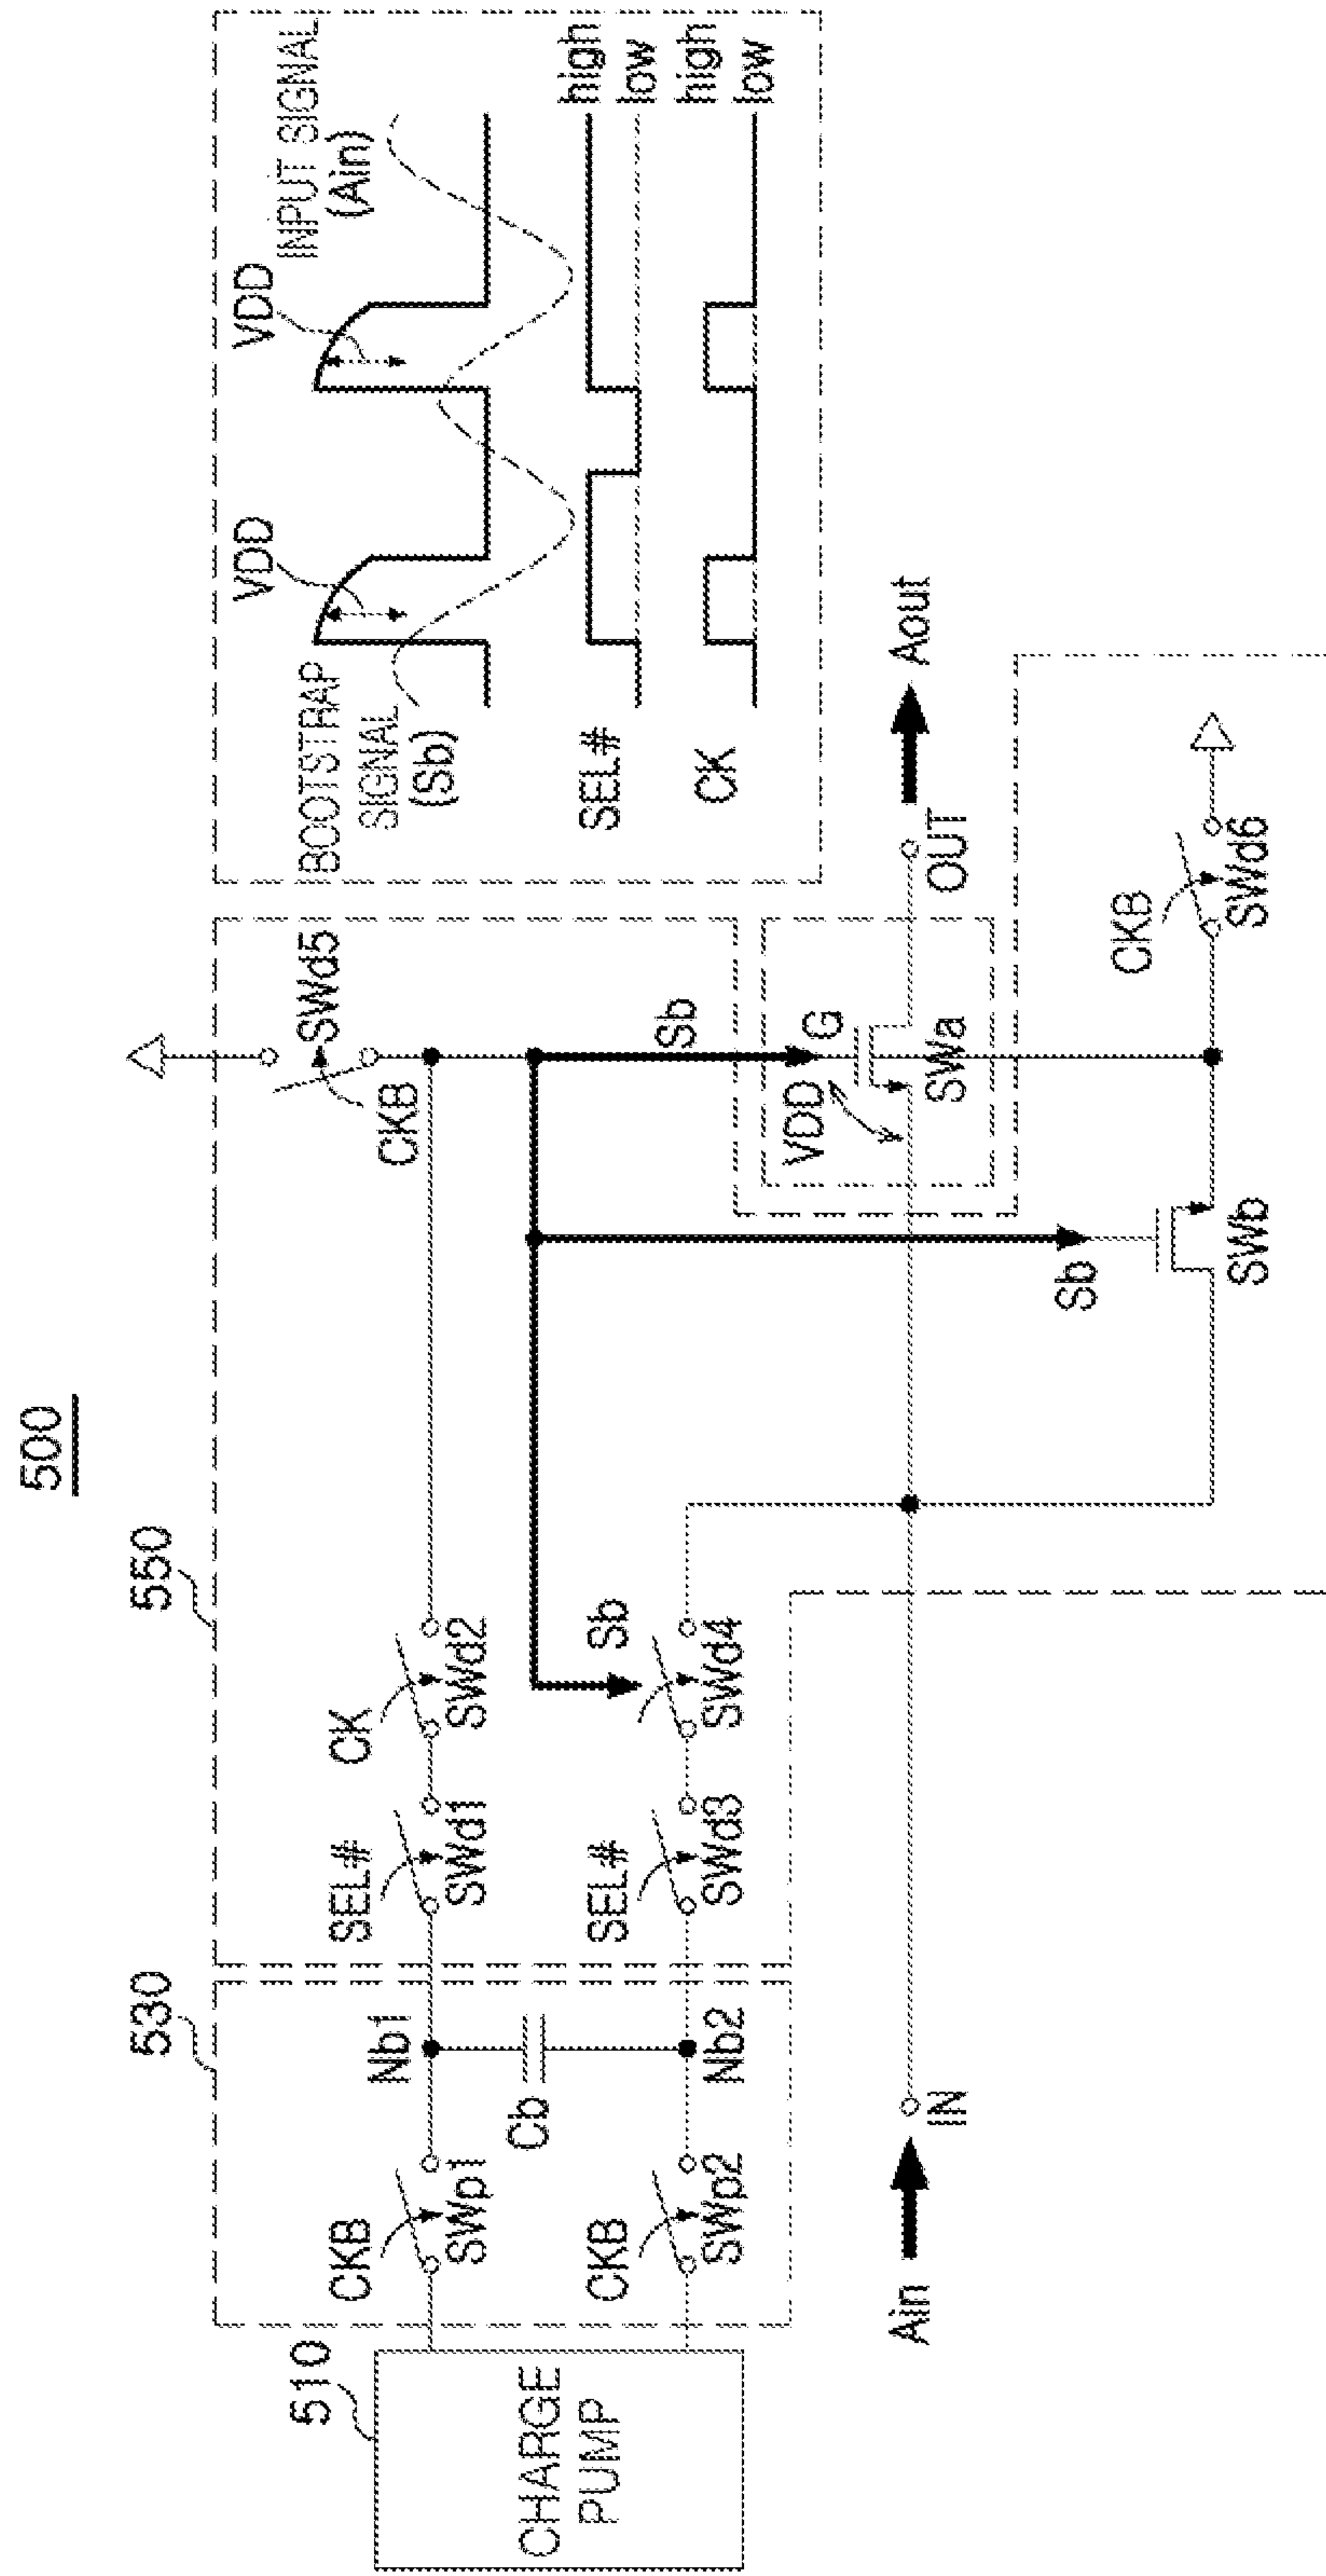 500
510
530
550
CHARGE
PUMP
CKB
SWp1
CKB
SWp2
Nb1
Cb
Nb2
SEL#
SWd1
CK
SWd2
SEL#
SWd3
Sb
SWd4
CKB
SWd5
Sb
VDD
G
SWa
Sb
SWb
CKB
SWd6
Ain
IN
OUT
Aout
VDD
VDD
BOOTSTRAP
SIGNAL
(Sb)
INPUT SIGNAL
(Ain)
SEL#
high
low
CK
high
low